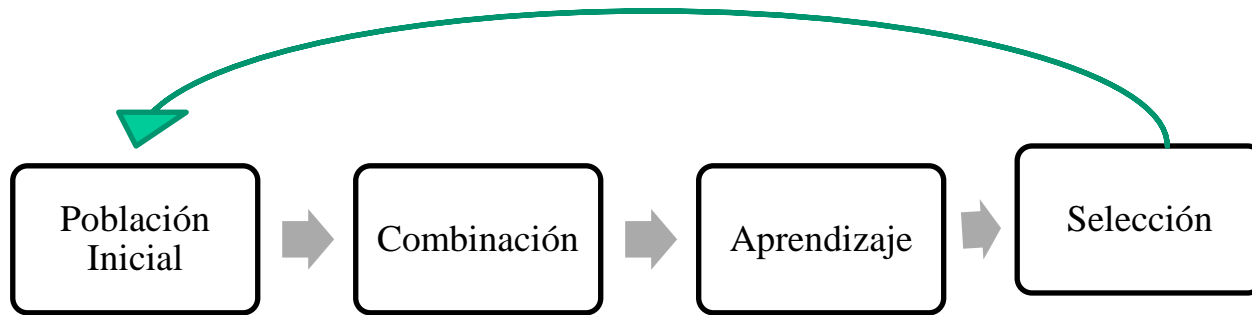 Población
Inicial
Combinación
Aprendizaje
Selección